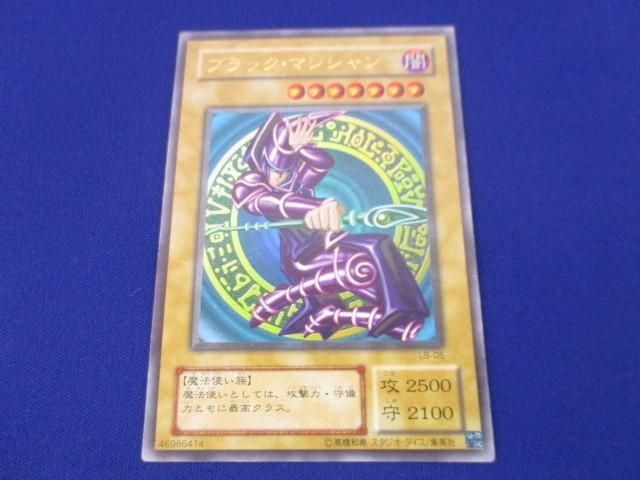 ブラック・マジシャン
闇
LB-05
【魔法使い族】
魔法使いとしては、攻撃力・守備
力ともに最高クラス。
攻 2500
守 2100
46986414
©高橋和希 スタジオ・ダイス/集英社